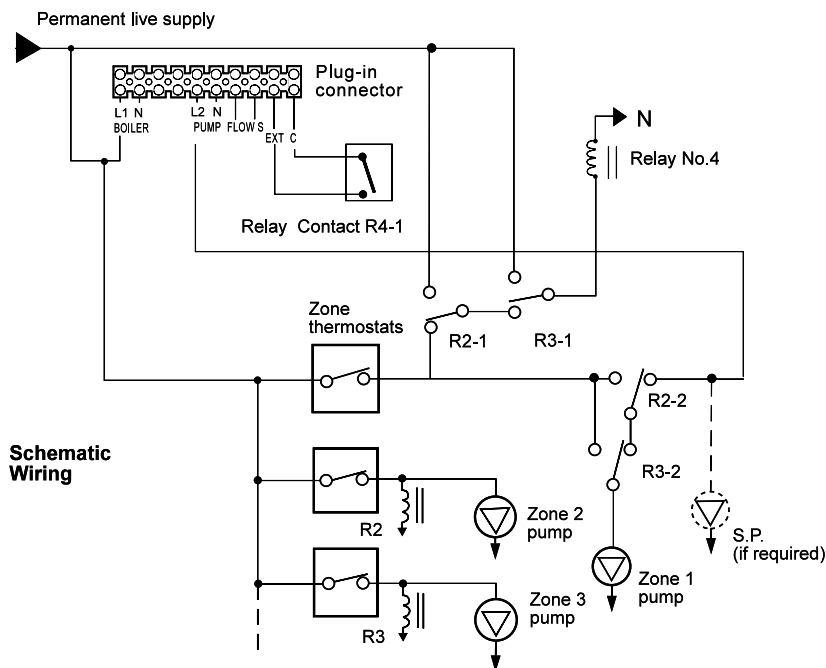 Permanent live supply
Plug-in
connector
L1 N
BOILER
L2 N
PUMP
FLOW S
EXT
C
N
Relay No.4
Relay Contact R4-1
Zone
thermostats
R2-1
R3-1
R2-2
R3-2
Schematic
Wiring
R2
Zone 2
pump
S.P.
(if required)
Zone 1
pump
R3
Zone 3
pump